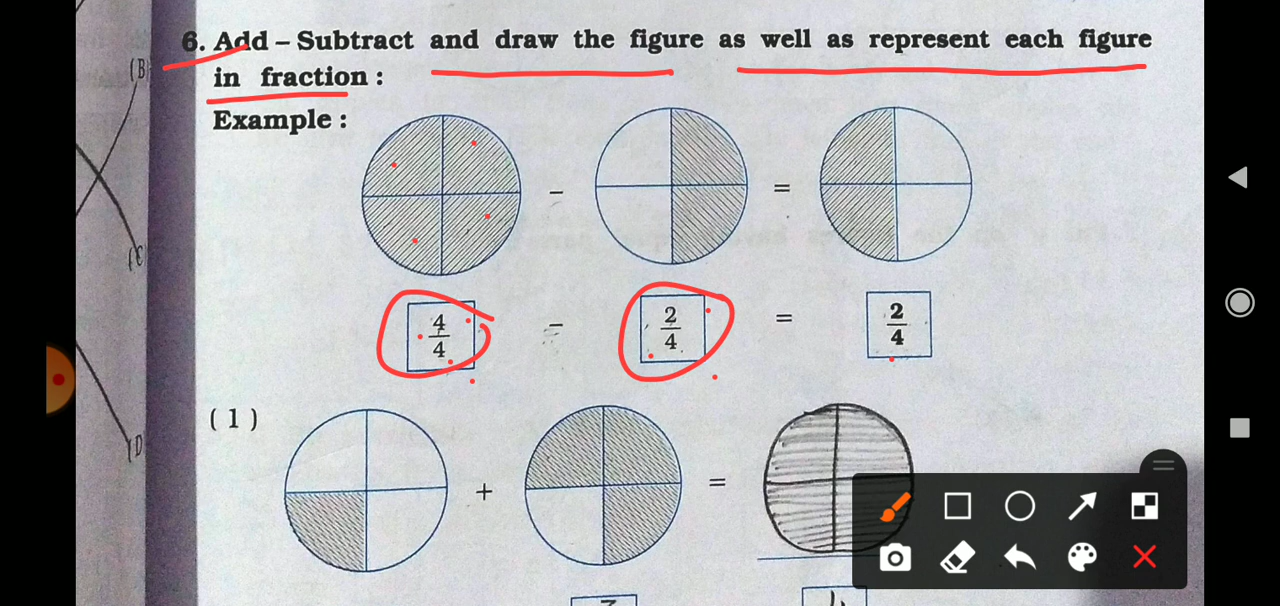 6. Add – Subtract and draw the figure as well as represent each figure
in fraction :
Example :
– =
4/4 – 2/4 = 2/4
( 1 )
+ =
(B)
(C)
(D)